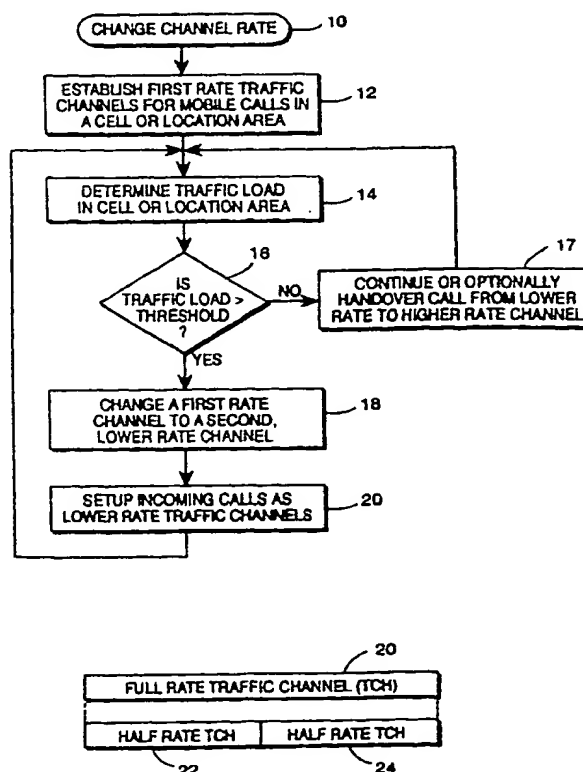 CHANGE CHANNEL RATE
10
ESTABLISH FIRST RATE TRAFFIC
CHANNELS FOR MOBILE CALLS IN
A CELL OR LOCATION AREA
12
DETERMINE TRAFFIC LOAD
IN CELL OR LOCATION AREA
14
16
IS
TRAFFIC LOAD >
THRESHOLD
?
NO
YES
17
CONTINUE OR OPTIONALLY
HANDOVER CALL FROM LOWER
RATE TO HIGHER RATE CHANNEL
CHANGE A FIRST RATE
CHANNEL TO A SECOND,
LOWER RATE CHANNEL
18
SETUP INCOMING CALLS AS
LOWER RATE TRAFFIC CHANNELS
20
20
FULL RATE TRAFFIC CHANNEL (TCH)
HALF RATE TCH
HALF RATE TCH
22
24